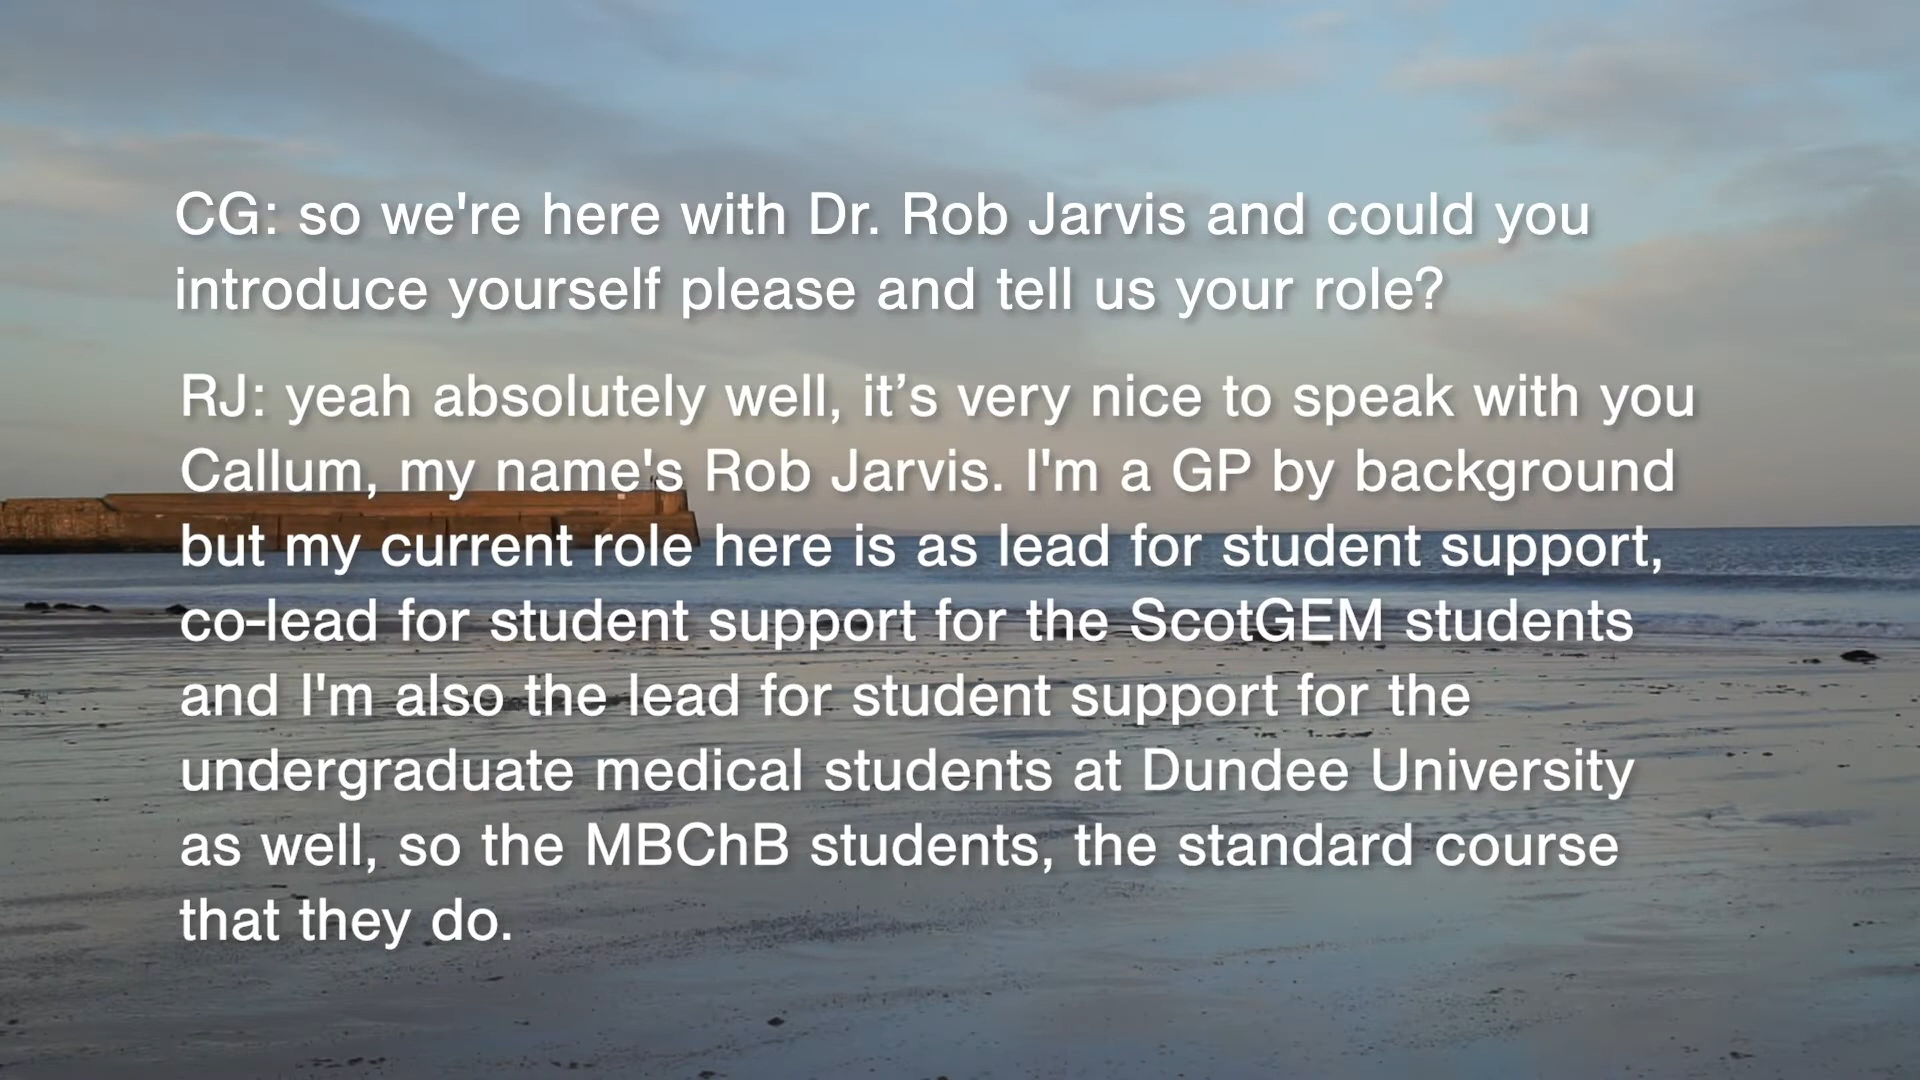 CG: so we're here with Dr. Rob Jarvis and could you
introduce yourself please and tell us your role?
RJ: yeah absolutely well, it’s very nice to speak with you
Callum, my name's Rob Jarvis. I'm a GP by background
but my current role here is as lead for student support,
co-lead for student support for the ScotGEM students
and I'm also the lead for student support for the
undergraduate medical students at Dundee University
as well, so the MBChB students, the standard course
that they do.